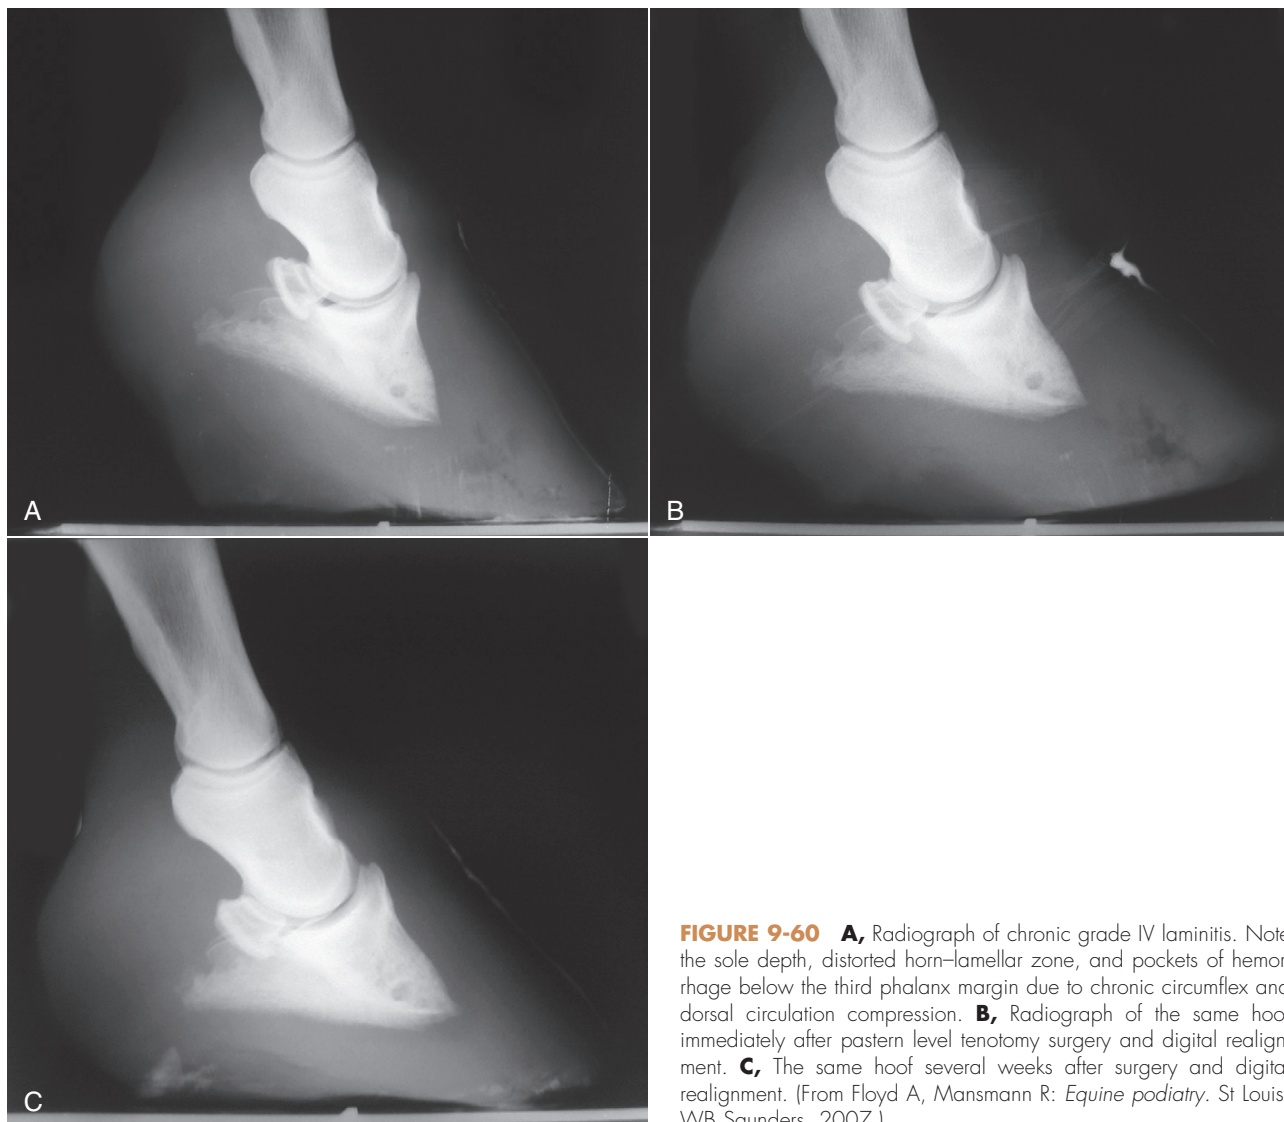 A
B
C
FIGURE 9-60 A, Radiograph of chronic grade IV laminitis. Note
the sole depth, distorted horn–lamellar zone, and pockets of hemor
rhage below the third phalanx margin due to chronic circumflex and
dorsal circulation compression. B, Radiograph of the same hoo
immediately after pastern level tenotomy surgery and digital realign
ment. C, The same hoof several weeks after surgery and digita
realignment. (From Floyd A, Mansmann R: Equine podiatry. St Louis
WB Saunders, 2007.)